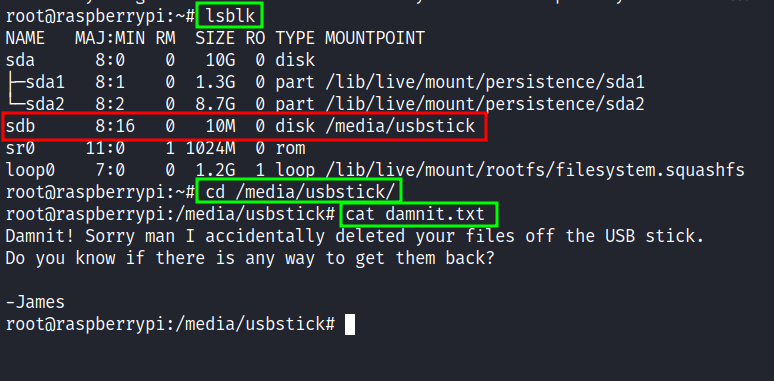 root@raspberrypi:~# lsblk
NAME   MAJ:MIN RM  SIZE RO TYPE MOUNTPOINT
sda      8:0    0   10G  0 disk
├─sda1   8:1    0  1.3G  0 part /lib/live/mount/persistence/sda1
└─sda2   8:2    0  8.7G  0 part /lib/live/mount/persistence/sda2
sdb      8:16   0   10M  0 disk /media/usbstick
sr0     11:0    1 1024M  0 rom
loop0    7:0    0  1.2G  1 loop /lib/live/mount/rootfs/filesystem.squashfs
root@raspberrypi:~# cd /media/usbstick/
root@raspberrypi:/media/usbstick# cat damnit.txt
Damnit! Sorry man I accidentally deleted your files off the USB stick.
Do you know if there is any way to get them back?
-James
root@raspberrypi:/media/usbstick#